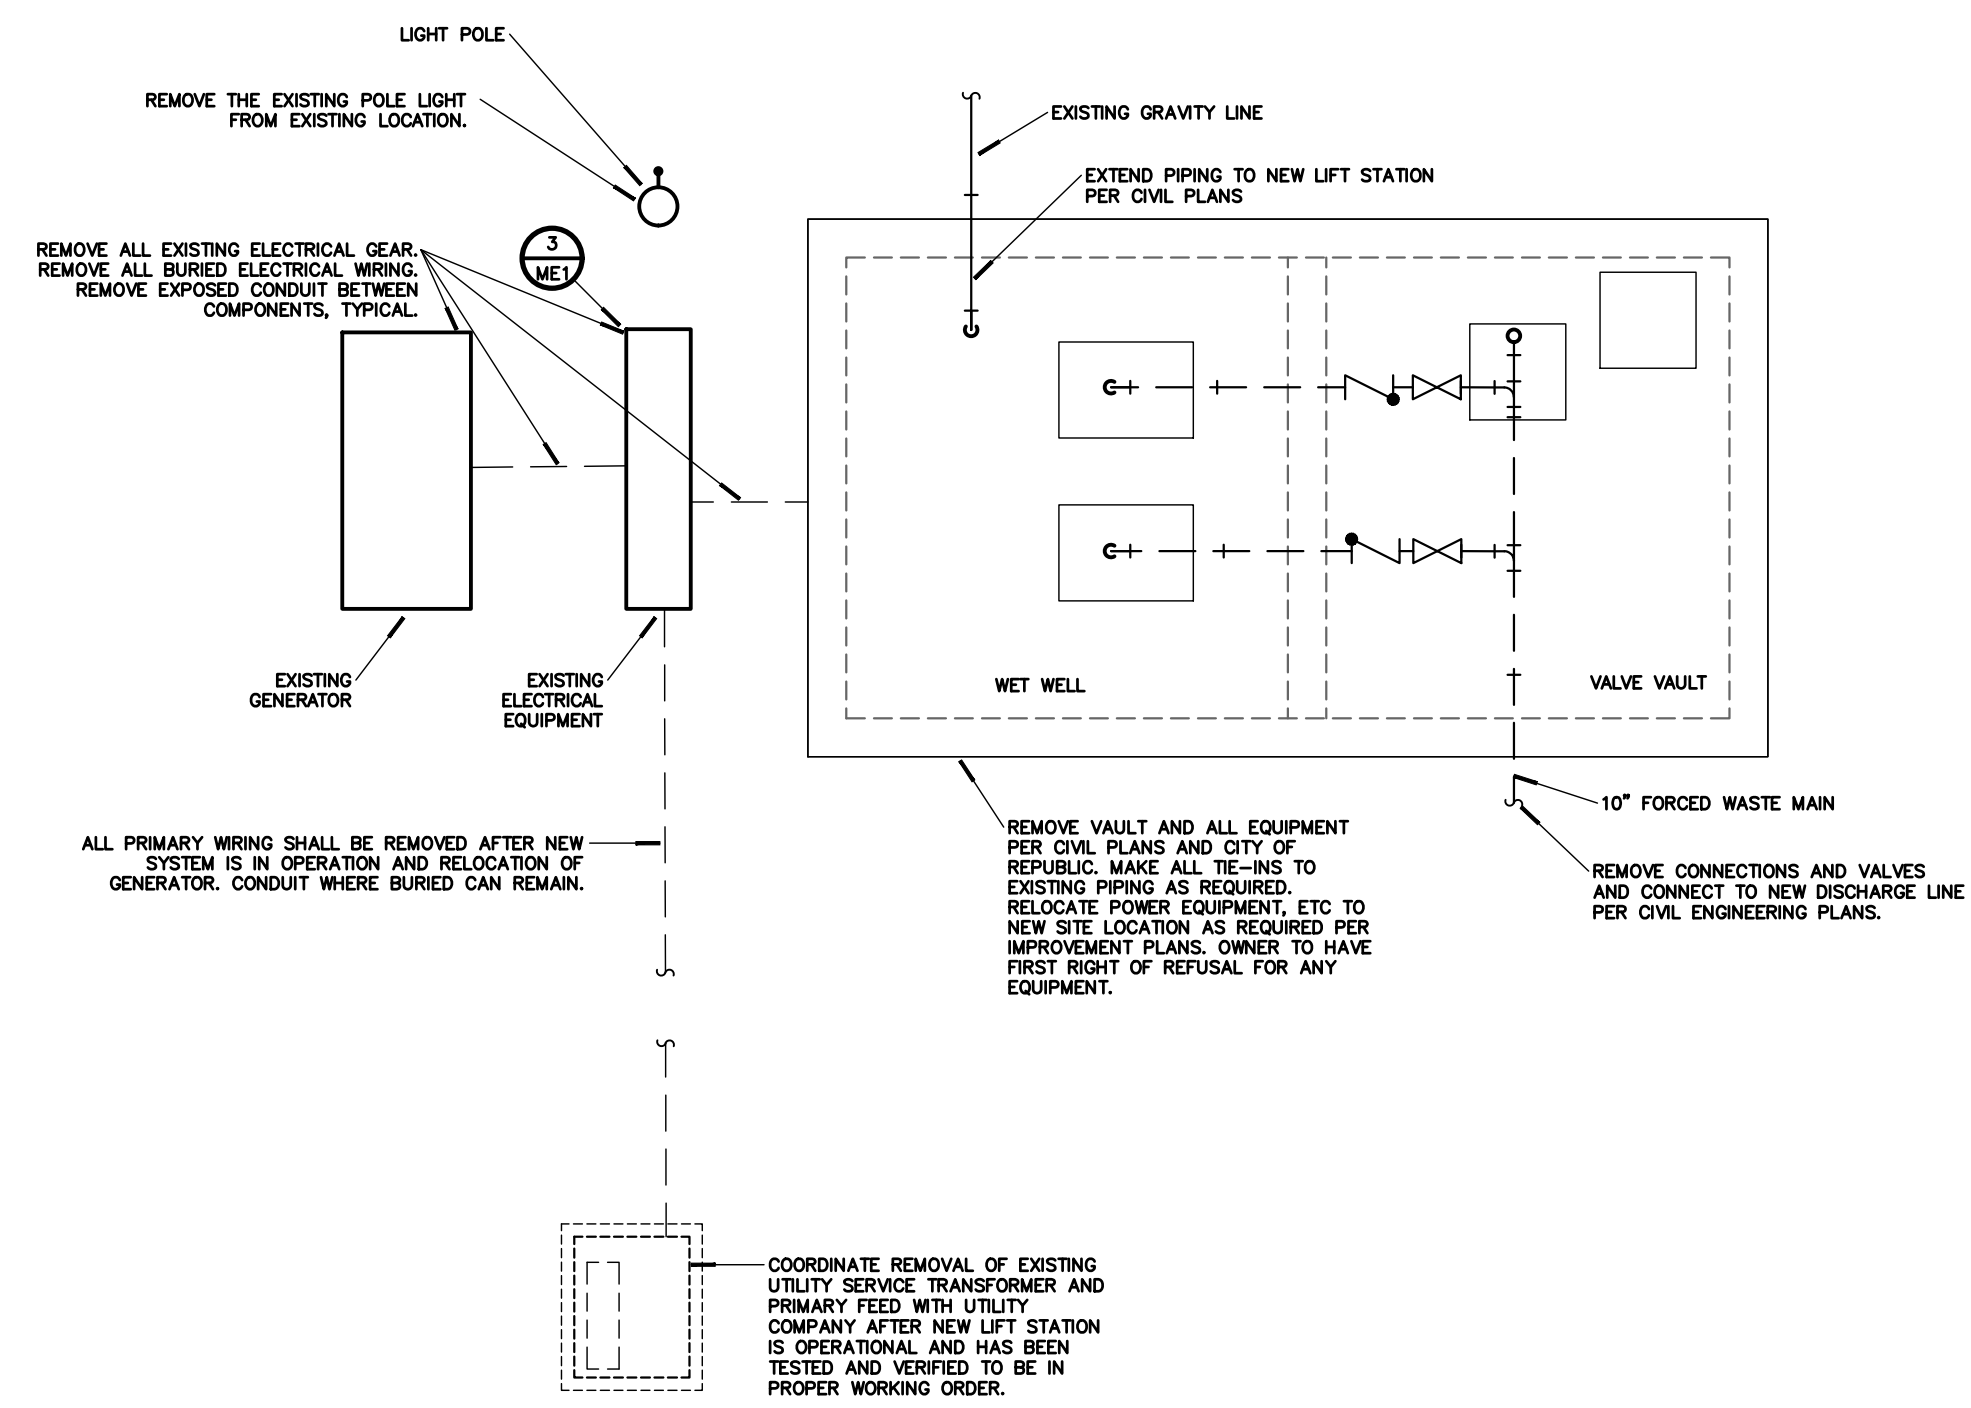 LIGHT POLE
REMOVE THE EXISTING POLE LIGHT
FROM EXISTING LOCATION.
EXISTING GRAVITY LINE
EXTEND PIPING TO NEW LIFT STATION
PER CIVIL PLANS
REMOVE ALL EXISTING ELECTRICAL GEAR.
REMOVE ALL BURIED ELECTRICAL WIRING.
REMOVE EXPOSED CONDUIT BETWEEN
COMPONENTS, TYPICAL.
3
ME1
EXISTING
GENERATOR
EXISTING
ELECTRICAL
EQUIPMENT
WET WELL
VALVE VAULT
10" FORCED WASTE MAIN
REMOVE VAULT AND ALL EQUIPMENT
PER CIVIL PLANS AND CITY OF
REPUBLIC. MAKE ALL TIE-INS TO
EXISTING PIPING AS REQUIRED.
RELOCATE POWER EQUIPMENT, ETC TO
NEW SITE LOCATION AS REQUIRED PER
IMPROVEMENT PLANS. OWNER TO HAVE
FIRST RIGHT OF REFUSAL FOR ANY
EQUIPMENT.
REMOVE CONNECTIONS AND VALVES
AND CONNECT TO NEW DISCHARGE LINE
PER CIVIL ENGINEERING PLANS.
ALL PRIMARY WIRING SHALL BE REMOVED AFTER NEW
SYSTEM IS IN OPERATION AND RELOCATION OF
GENERATOR. CONDUIT WHERE BURIED CAN REMAIN.
COORDINATE REMOVAL OF EXISTING
UTILITY SERVICE TRANSFORMER AND
PRIMARY FEED WITH UTILITY
COMPANY AFTER NEW LIFT STATION
IS OPERATIONAL AND HAS BEEN
TESTED AND VERIFIED TO BE IN
PROPER WORKING ORDER.